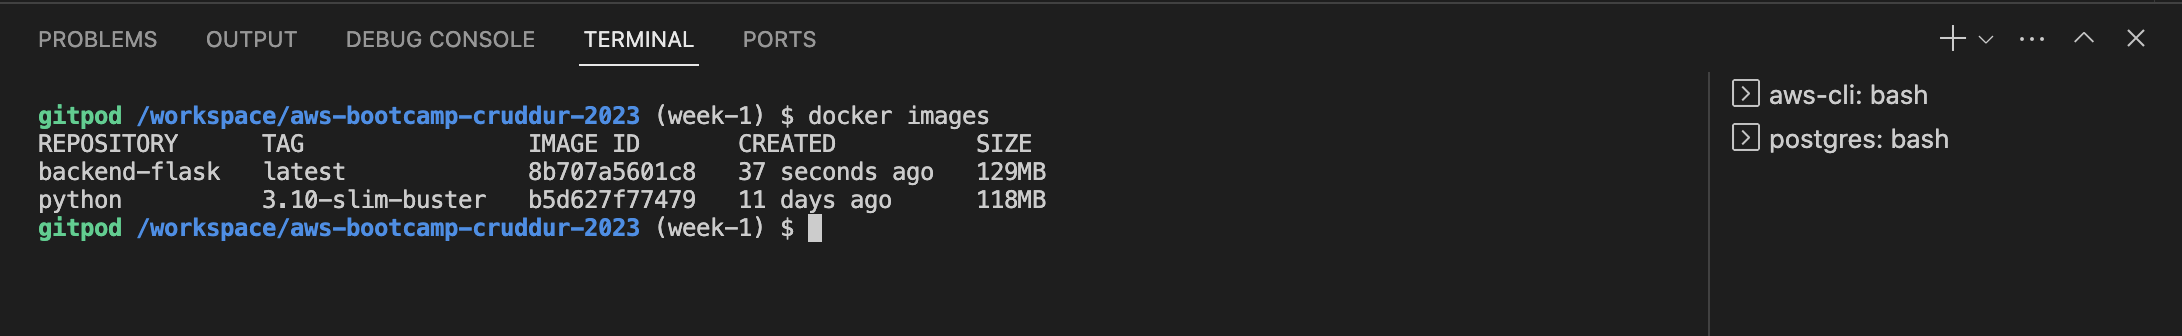 PROBLEMS OUTPUT DEBUG CONSOLE TERMINAL PORTS
gitpod /workspace/aws-bootcamp-cruddur-2023 (week-1) $ docker images
REPOSITORY TAG IMAGE ID CREATED SIZE
backend-flask latest 8b707a5601c8 37 seconds ago 129MB
python 3.10-slim-buster b5d627f77479 11 days ago 118MB
gitpod /workspace/aws-bootcamp-cruddur-2023 (week-1) $
aws-cli: bash
postgres: bash